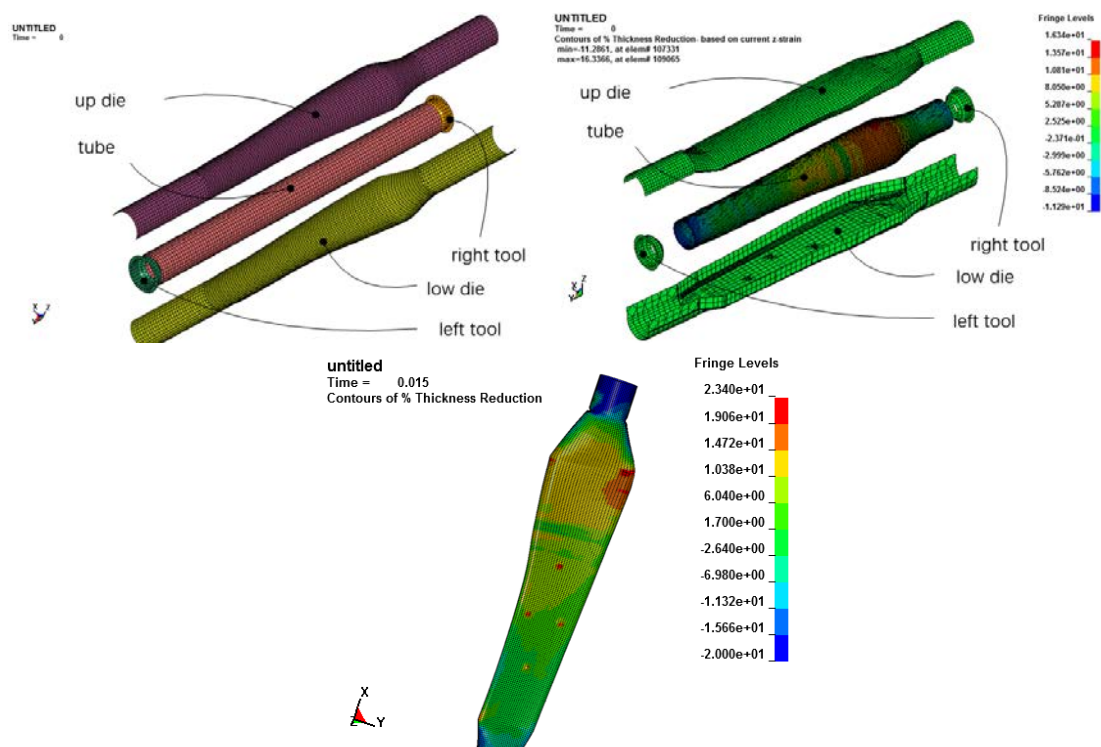 UNTITLED
Time = 0
up die
tube
right tool
low die
left tool
X
Z
Y
UNTITLED
Time = 0
Contours of % Thickness Reduction- based on current z-strain
min=-11.2861, at elem# 107331
max=16.3366, at elem# 109065
up die
tube
right tool
low die
left tool
Z
X
Y
Fringe Levels
1.634e+01
1.357e+01
1.081e+01
8.050e+00
5.287e+00
2.525e+00
-2.371e-01
-2.999e+00
-5.762e+00
-8.524e+00
-1.129e+01
untitled
Time = 0.015
Contours of % Thickness Reduction
X
Z
Y
Fringe Levels
2.340e+01
1.906e+01
1.472e+01
1.038e+01
6.040e+00
1.700e+00
-2.640e+00
-6.980e+00
-1.132e+01
-1.566e+01
-2.000e+01